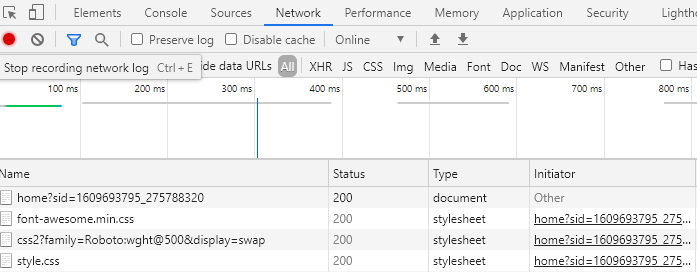 Elements Console Sources Network Performance Memory Application Security Lighthouse
Preserve log Disable cache Online
Stop recording network log Ctrl + E ide data URLs All XHR JS CSS Img Media Font Doc WS Manifest Other Has
100 ms 200 ms 300 ms 400 ms 500 ms 600 ms 700 ms 800 ms
Name Status Type Initiator
home?sid=1609693795_275788320 200 document Other
font-awesome.min.css 200 stylesheet home?sid=1609693795_275...
css2?family=Roboto:wght@500&display=swap 200 stylesheet home?sid=1609693795_275...
style.css 200 stylesheet home?sid=1609693795_275...